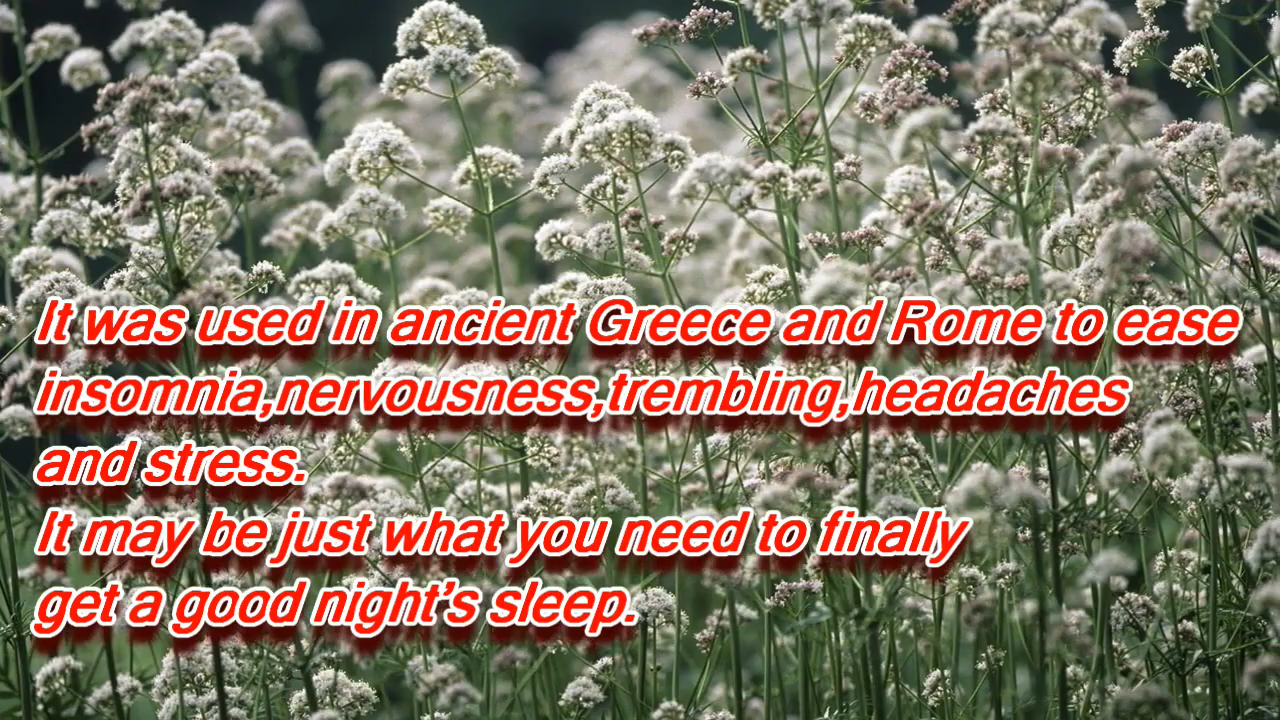 It was used in ancient Greece and Rome to ease
insomnia,nervousness,trembling,headaches
and stress.
It may be just what you need to finally
get a good night’s sleep.